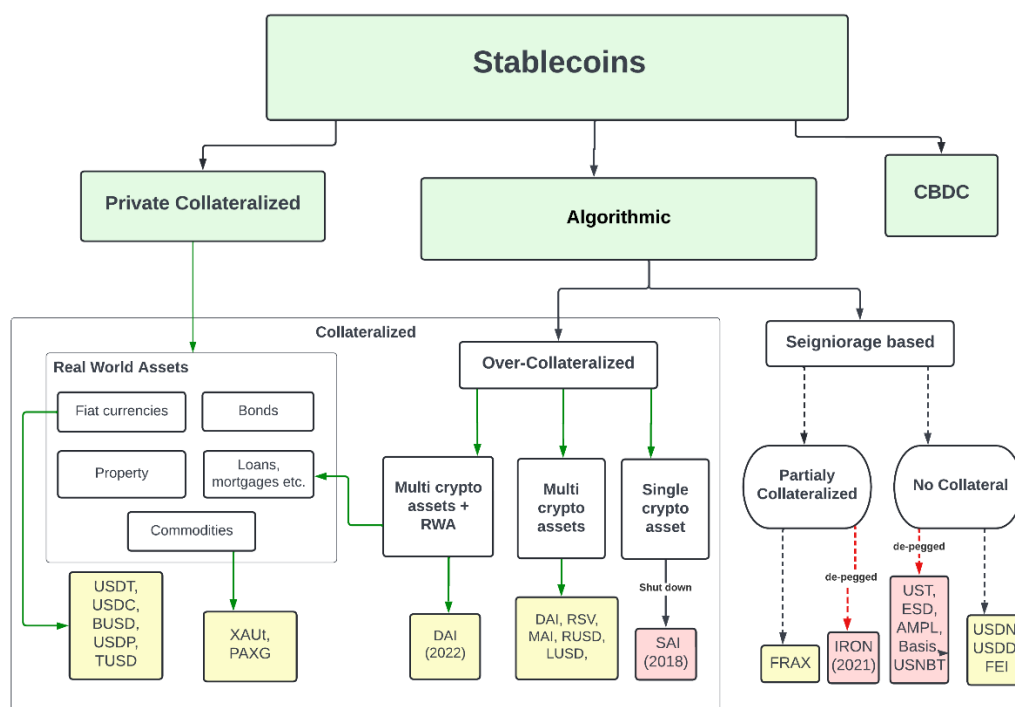 Stablecoins
Private Collateralized
Algorithmic
CBDC
Collateralized
Real World Assets
Fiat currencies
Bonds
Property
Loans,
mortgages etc.
Commodities
Over-Collateralized
Seigniorage based
Multi crypto
assets +
RWA
Multi
crypto
assets
Single
crypto
asset
Partialy
Collateralized
No Collateral
de-pegged
de-pegged
Shut down
USDT,
USDC,
BUSD,
USDP,
TUSD
XAUt,
PAXG
DAI
(2022)
DAI, RSV,
MAI, RUSD,
LUSD,
SAI
(2018)
FRAX
IRON
(2021)
UST,
ESD,
AMPL,
Basis,
USNBT
USDN,
USDD,
FEI